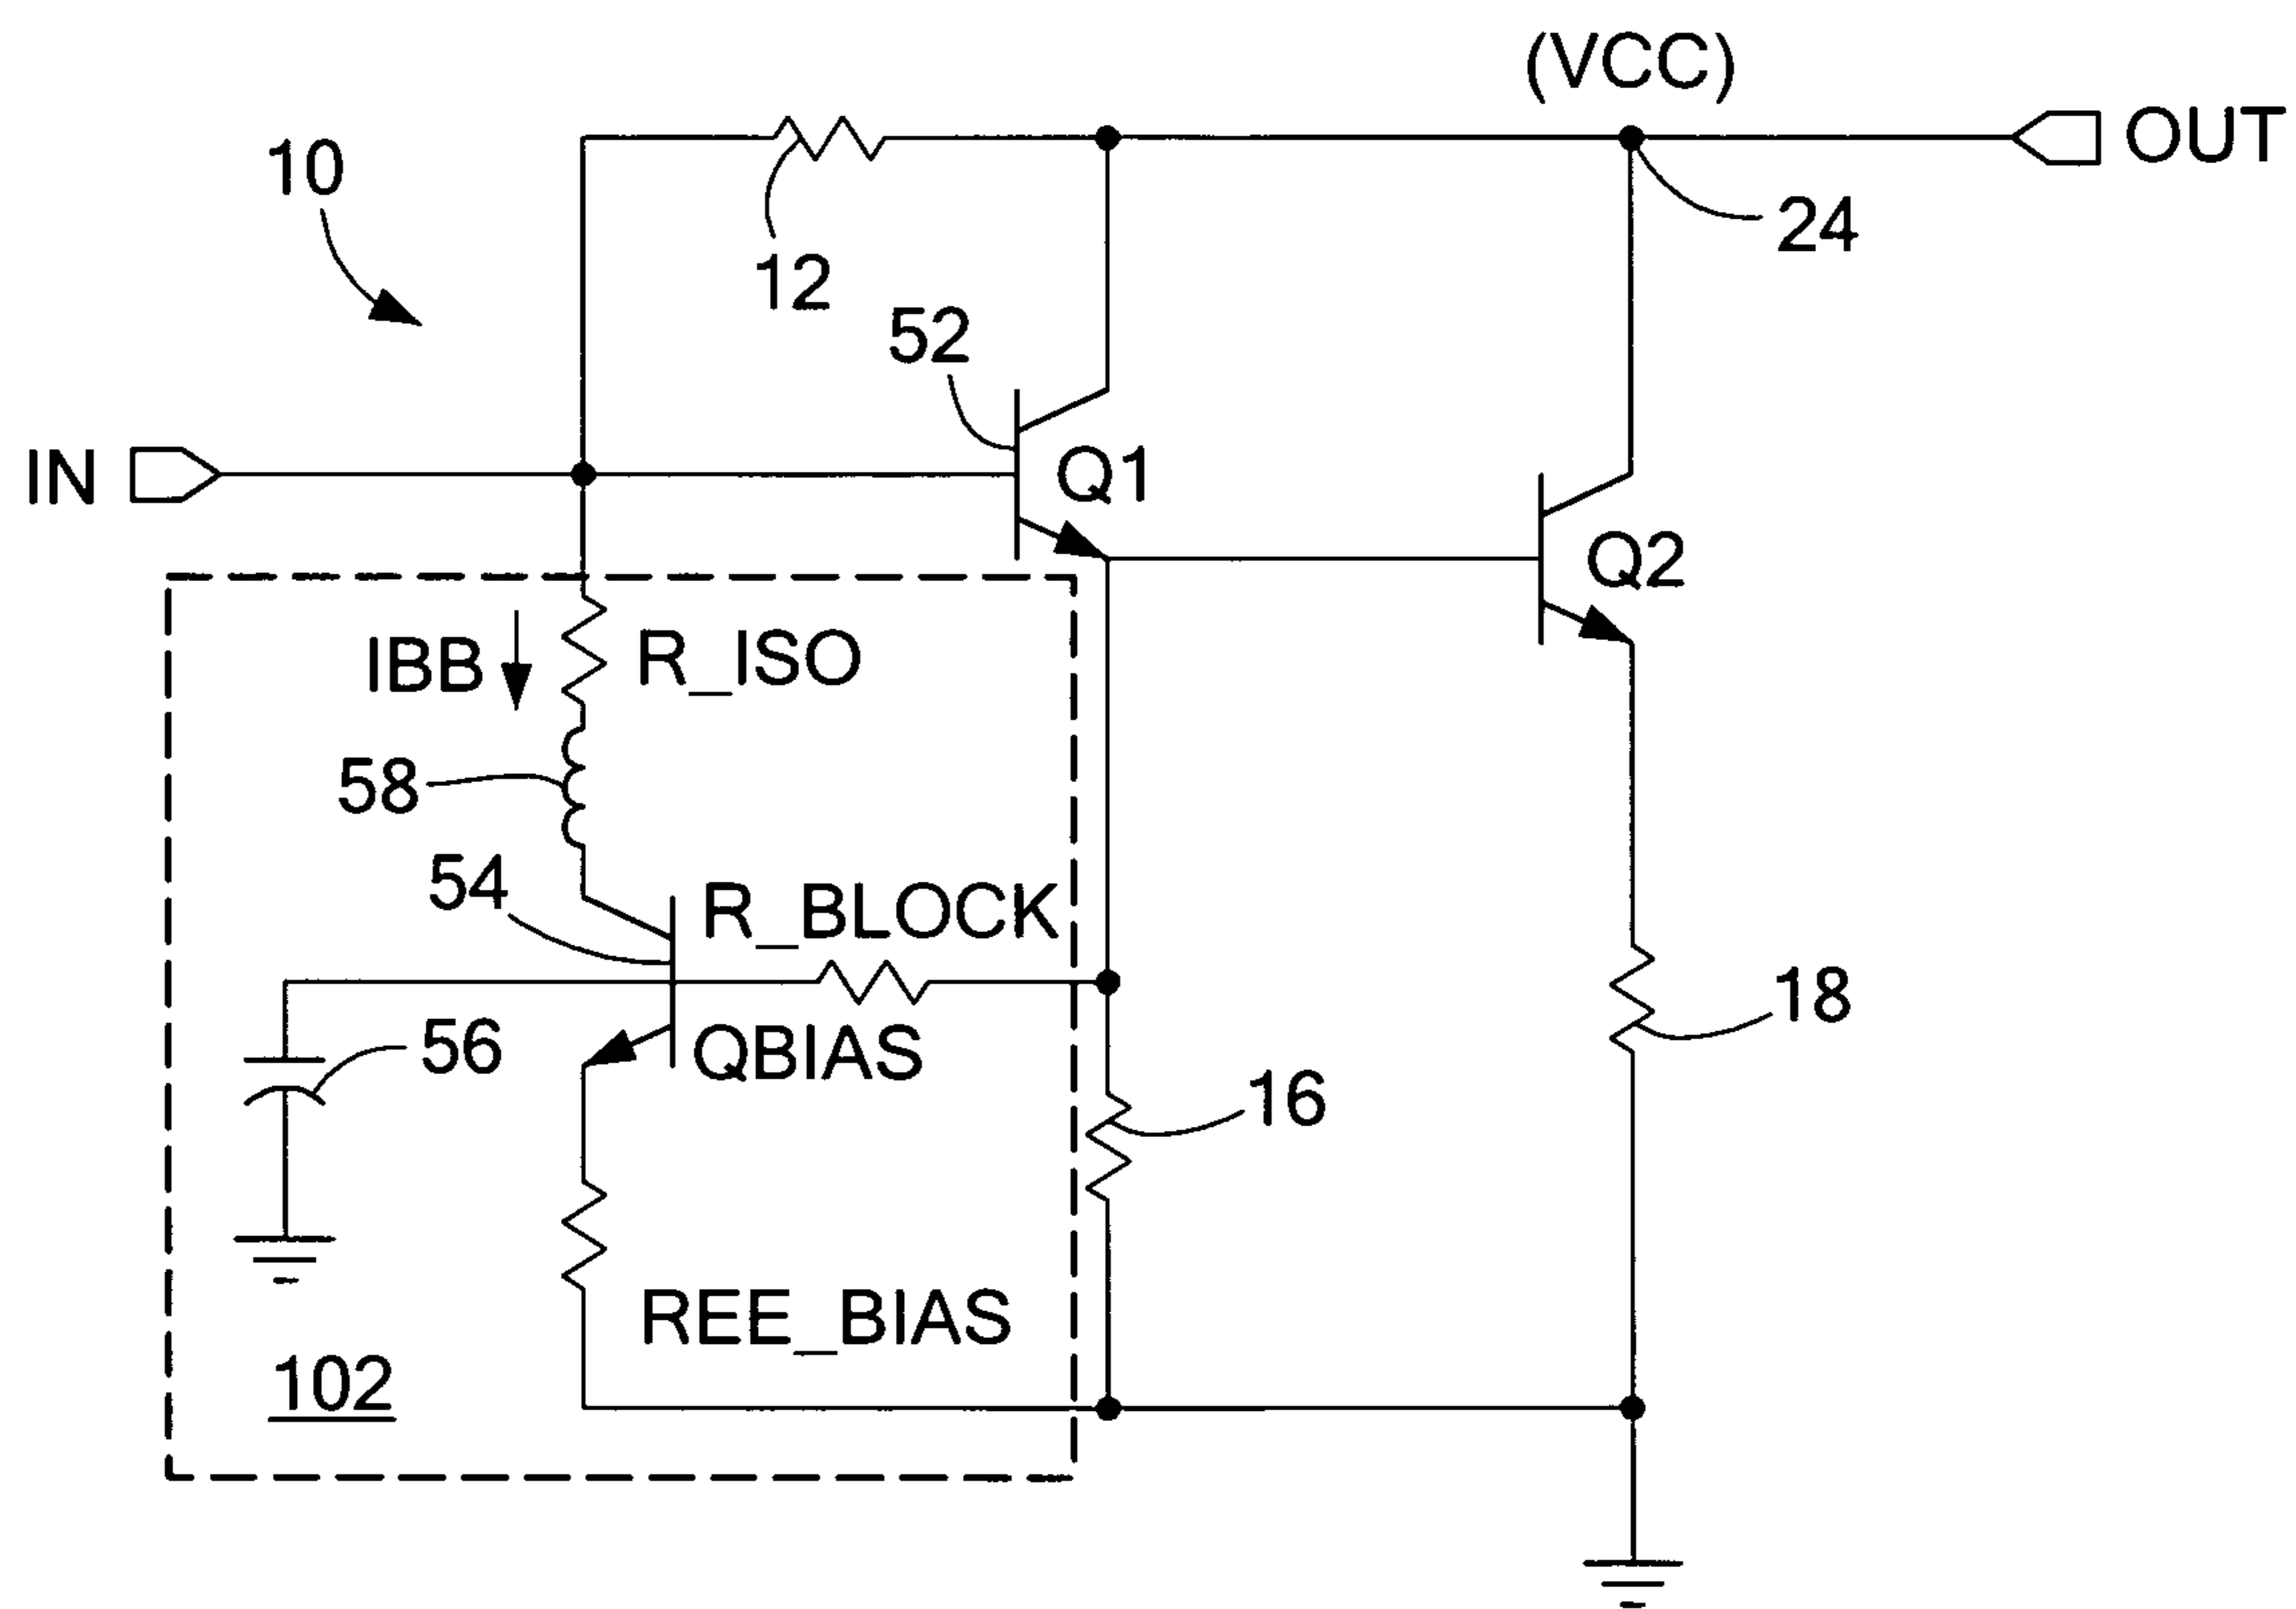 (VCC)
OUT
10
24
12
52
IN
Q1
Q2
IBB
R_ISO
58
54
R_BLOCK
18
56
QBIAS
16
REE_BIAS
102